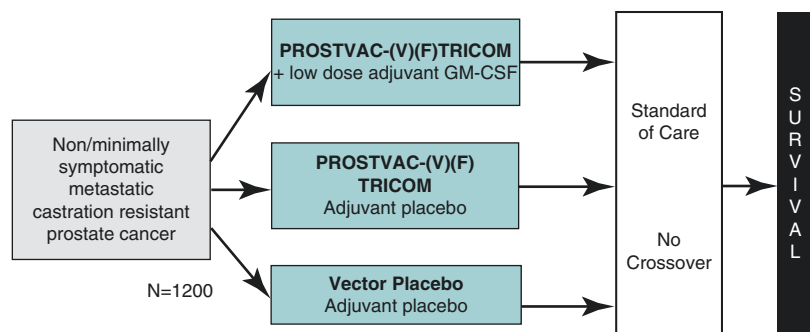 Non/minimally
symptomatic
metastatic
castration resistant
prostate cancer
N=1200
PROSTVAC-(V)(F)TRICOM
+ low dose adjuvant GM-CSF
PROSTVAC-(V)(F)
TRICOM
Adjuvant placebo
Vector Placebo
Adjuvant placebo
Standard
of Care
No
Crossover
SURVIVAL